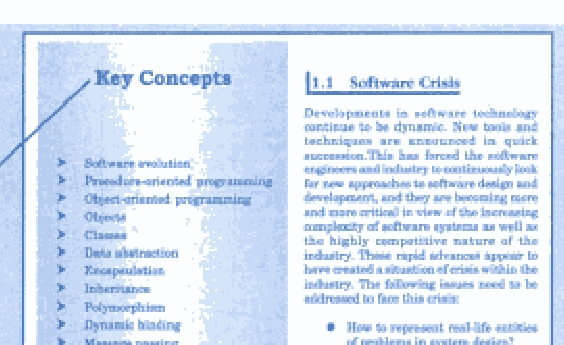 Key Concepts
➤ Software evolution
➤ Procedure-oriented programming
➤ Object-oriented programming
➤ Objects
➤ Classes
➤ Data abstraction
➤ Encapsulation
➤ Inheritance
➤ Polymorphism
➤ Dynamic binding
➤ Message passing
1.1 Software Crisis
Developments in software technology
continue to be dynamic. New tools and
techniques are announced in quick
succession.This has forced the software
engineers and industry to continuously look
for new approaches to software design and
development, and they are becoming more
and more critical in view of the increasing
complexity of software systems as well as
the highly competitive nature of the
industry. These rapid advances appear to
have created a situation of crisis within the
industry. The following issues need to be
addressed to face this crisis:
● How to represent real-life entities
of problems in system design?